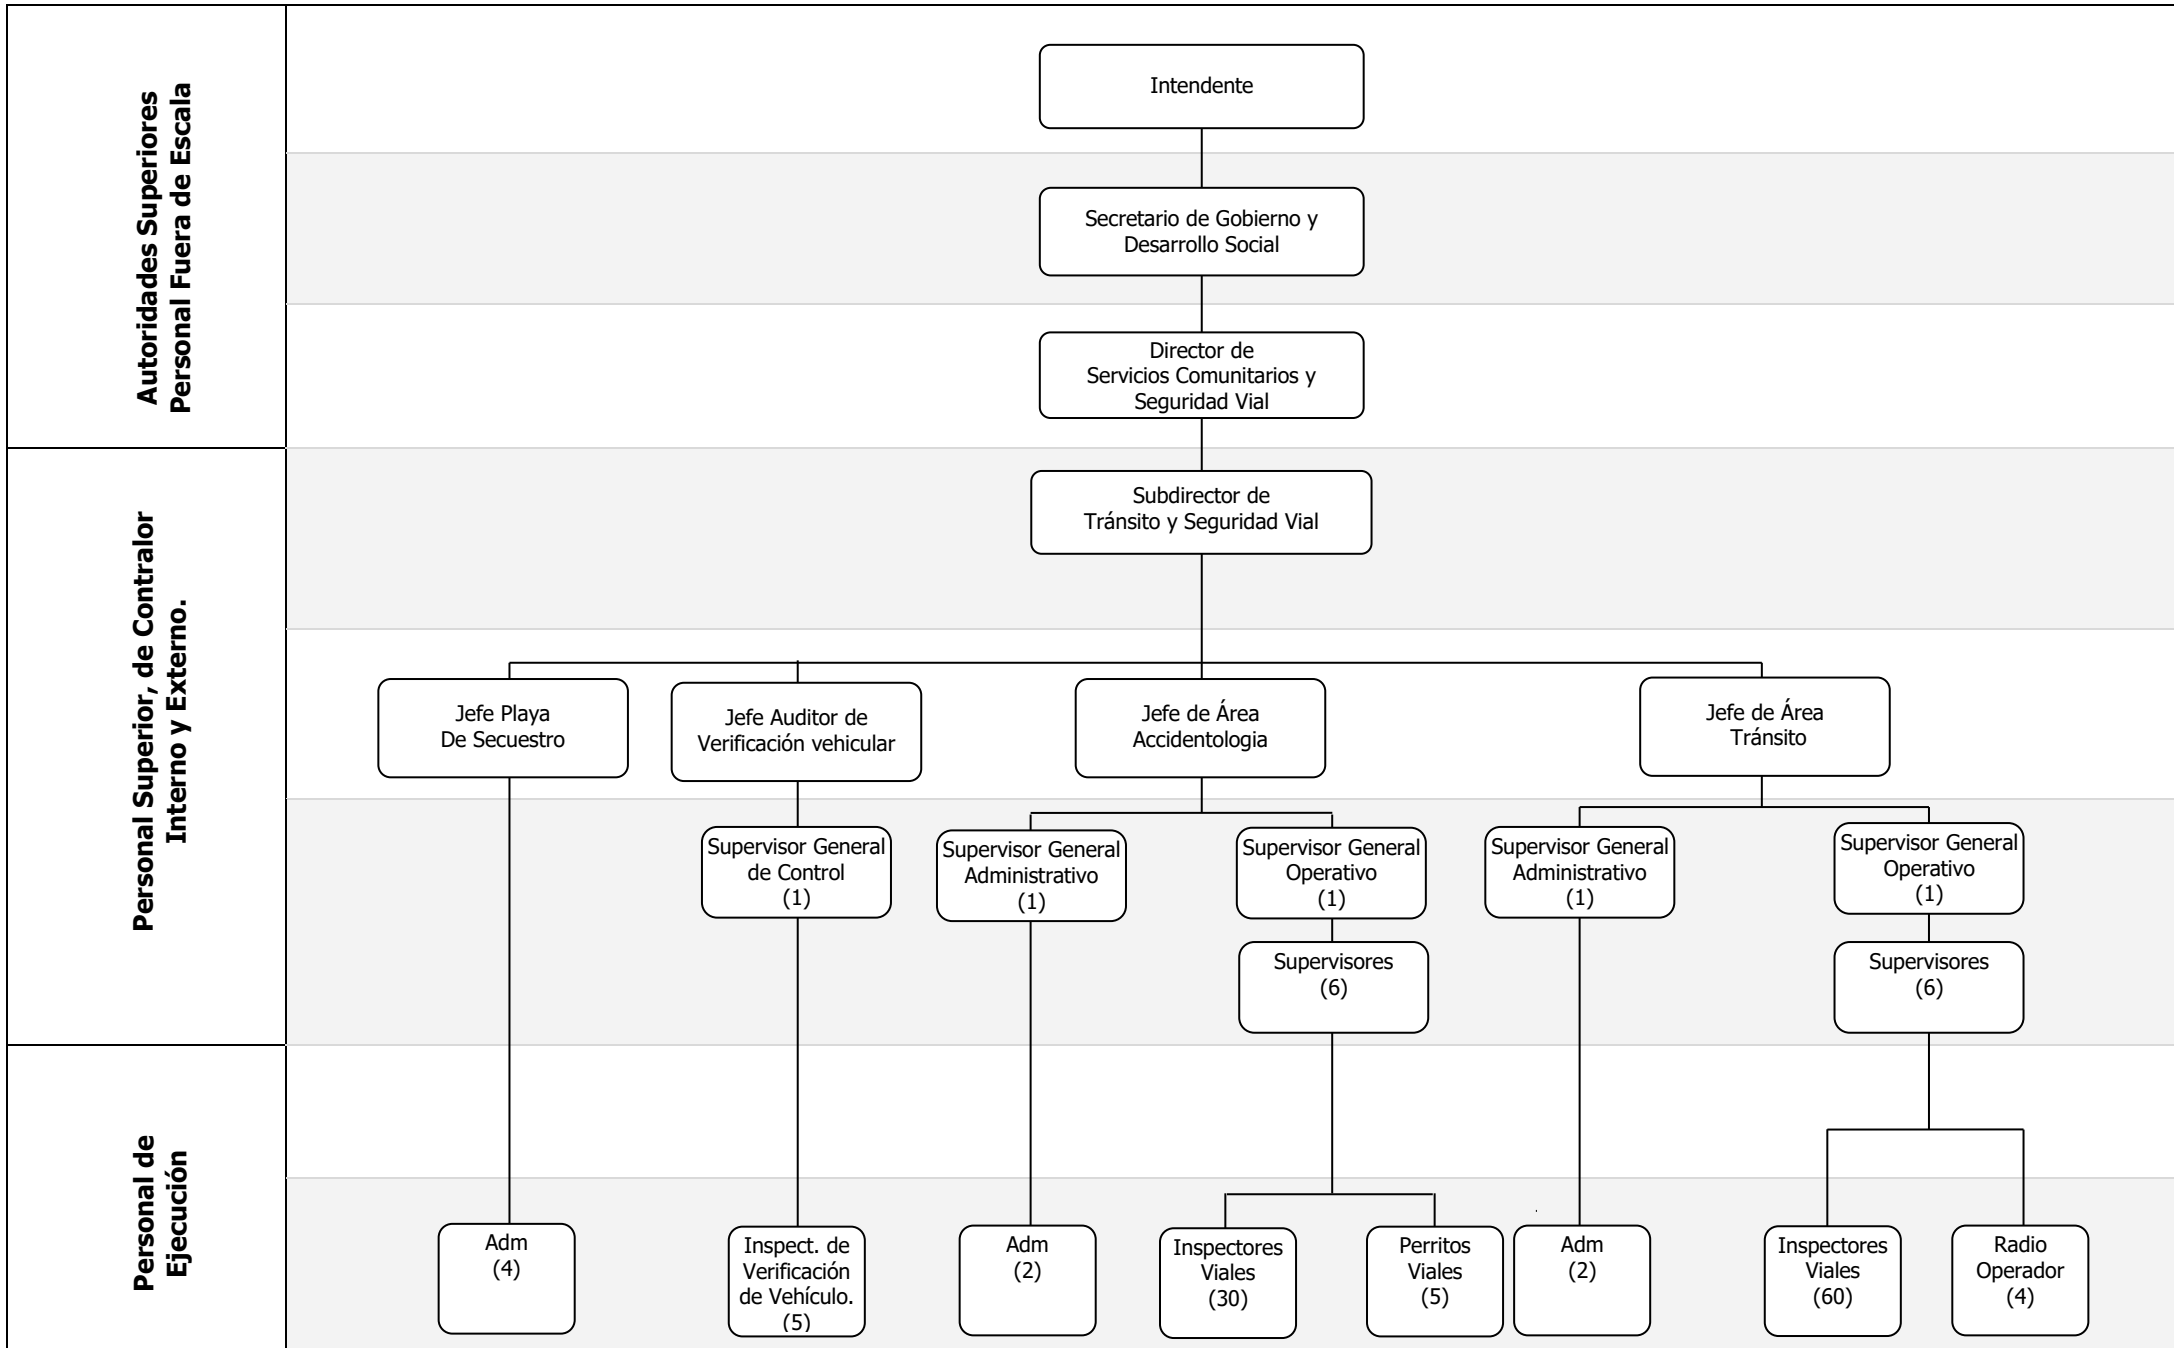 Autoridades Superiores
Personal Fuera de Escala
Intendente
Secretario de Gobierno y
Desarrollo Social
Director de
Servicios Comunitarios y
Seguridad Vial
Personal Superior, de Contralor
Interno y Externo.
Subdirector de
Tránsito y Seguridad Vial
Jefe Playa
De Secuestro
Jefe Auditor de
Verificación vehicular
Jefe de Área
Accidentologia
Jefe de Área
Tránsito
Supervisor General
de Control
(1)
Supervisor General
Administrativo
(1)
Supervisor General
Operativo
(1)
Supervisor General
Administrativo
(1)
Supervisor General
Operativo
(1)
Supervisores
(6)
Supervisores
(6)
Personal de
Ejecución
Adm
(4)
Inspect. de
Verificación
de Vehículo.
(5)
Adm
(2)
Inspectores
Viales
(30)
Perritos
Viales
(5)
Adm
(2)
Inspectores
Viales
(60)
Radio
Operador
(4)